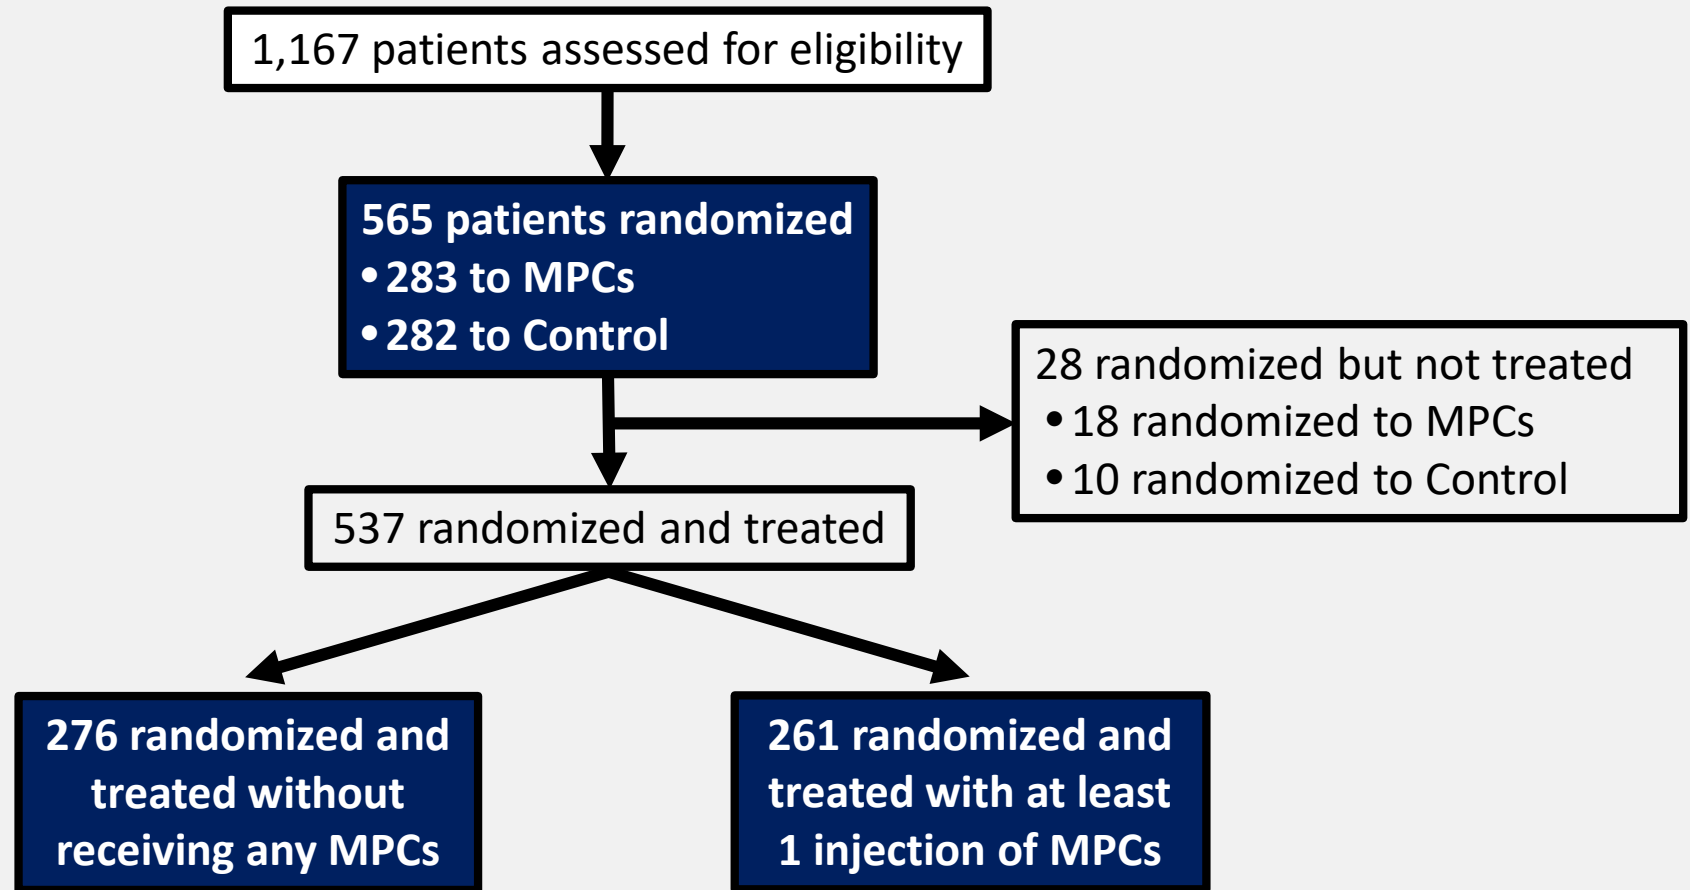 1,167 patients assessed for eligibility
565 patients randomized
• 283 to MPCs
• 282 to Control
28 randomized but not treated
• 18 randomized to MPCs
• 10 randomized to Control
537 randomized and treated
276 randomized and
treated without
receiving any MPCs
261 randomized and
treated with at least
1 injection of MPCs